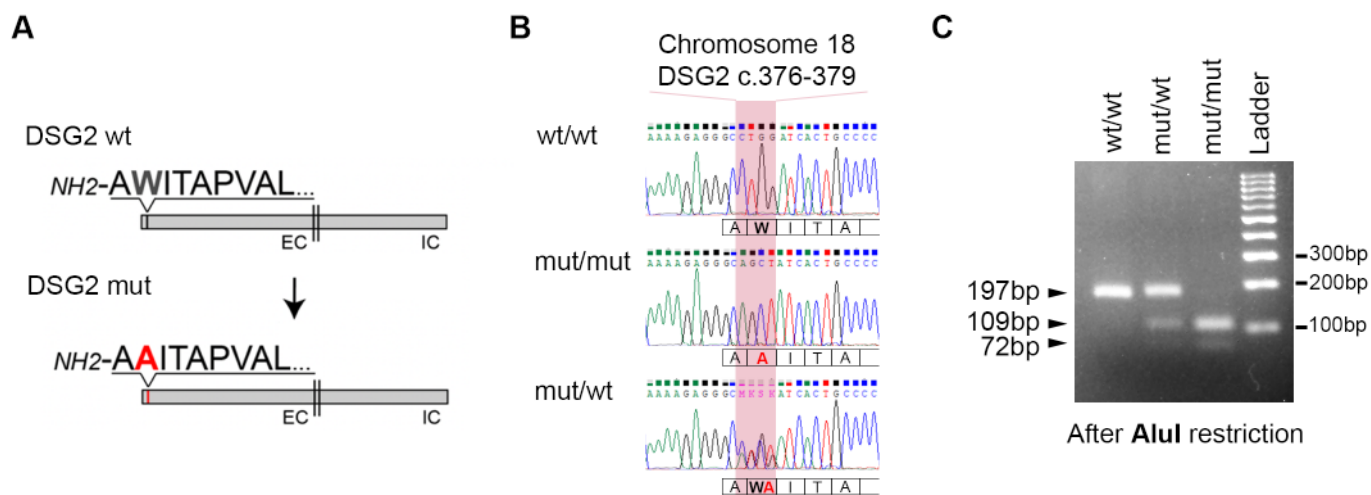 A
DSG2 wt
NH2-AWITAPVAL...
EC
IC
DSG2 mut
NH2-AAITAPVAL...
EC
IC
B
Chromosome 18
DSG2 c.376-379
wt/wt
AAAAGAGGGCCTGGATCACTGCCCC
A W I T A
mut/mut
AAAAGAGGGCAGCTATCACTGCCCC
A A I T A
mut/wt
AAAAGAGGGCMKSKATCACTGCCCC
A WA I T A
C
wt/wt
mut/wt
mut/mut
Ladder
300bp
200bp
100bp
197bp
109bp
72bp
After AluI restriction